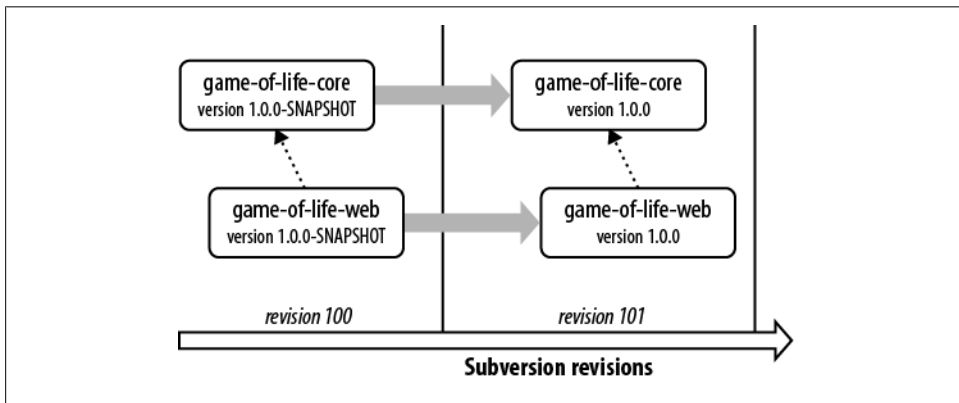 game-of-life-core
version 1.0.0-SNAPSHOT
game-of-life-core
version 1.0.0
game-of-life-web
version 1.0.0-SNAPSHOT
game-of-life-web
version 1.0.0
revision 100
revision 101
Subversion revisions